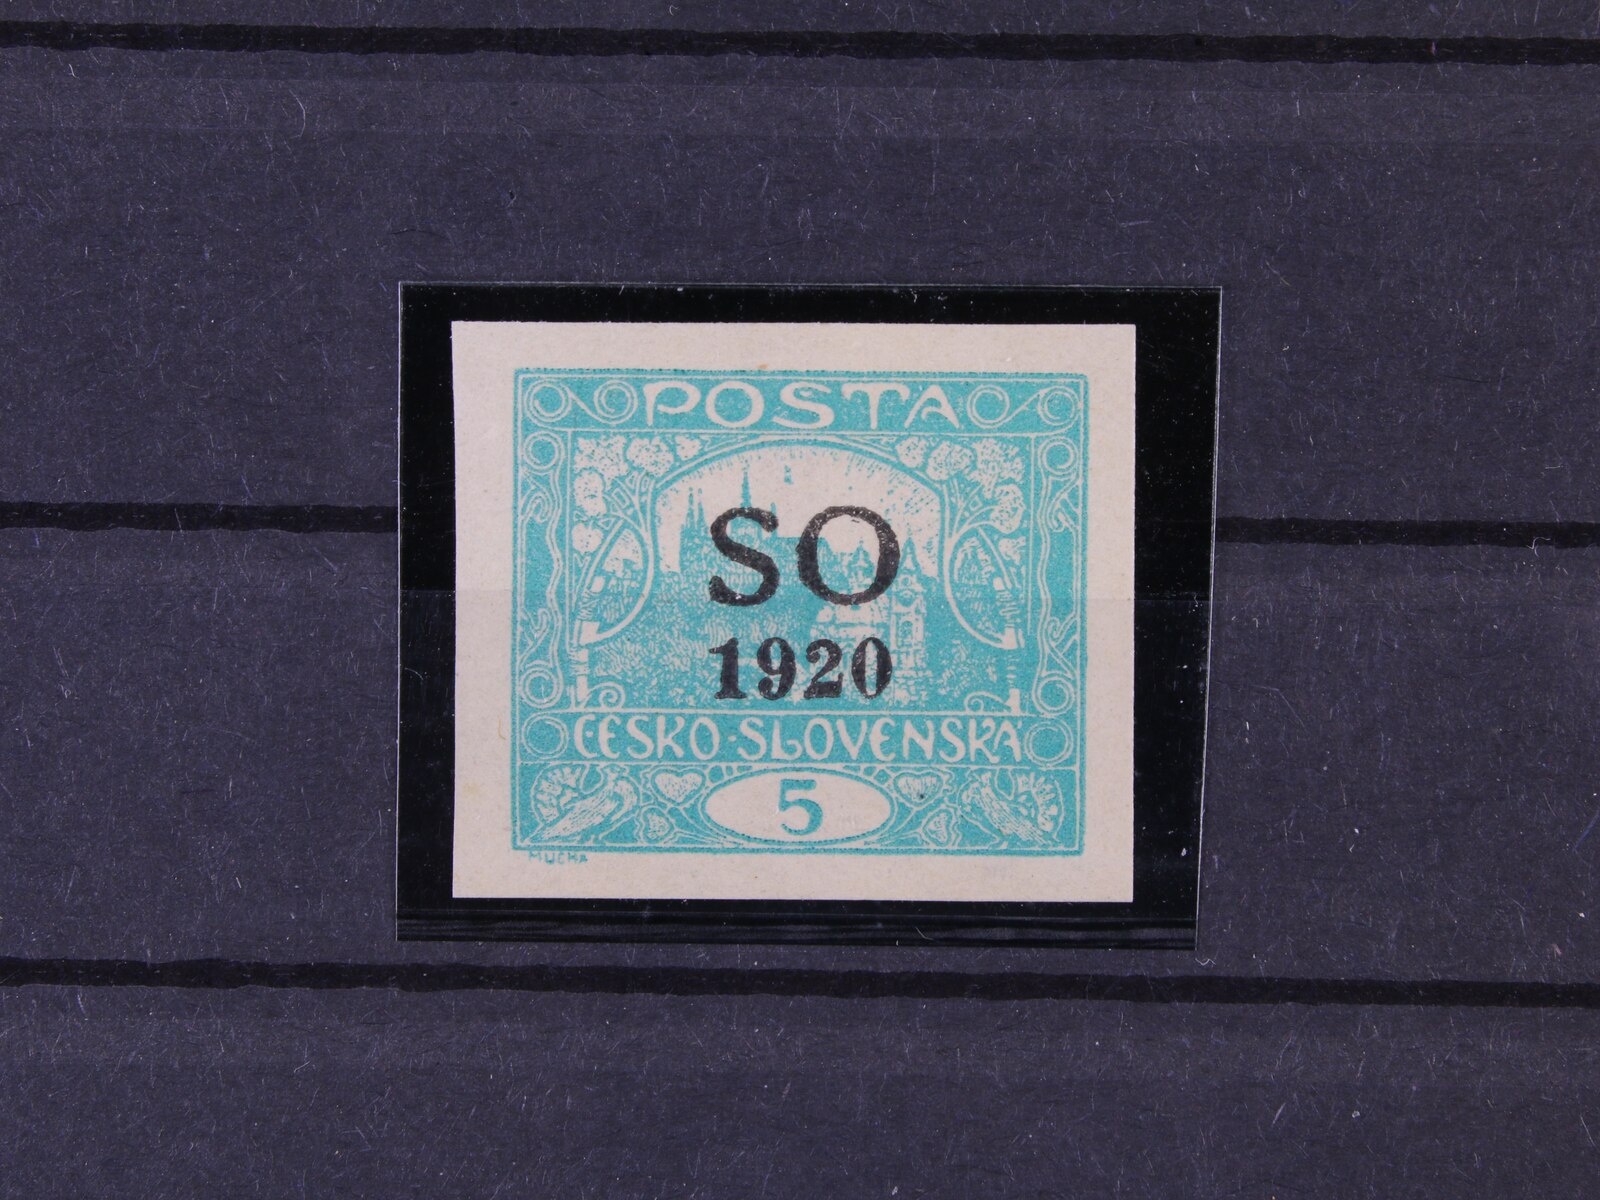 POSTA
SO
1920
ČESKO·SLOVENSKÁ
5
MUCHA